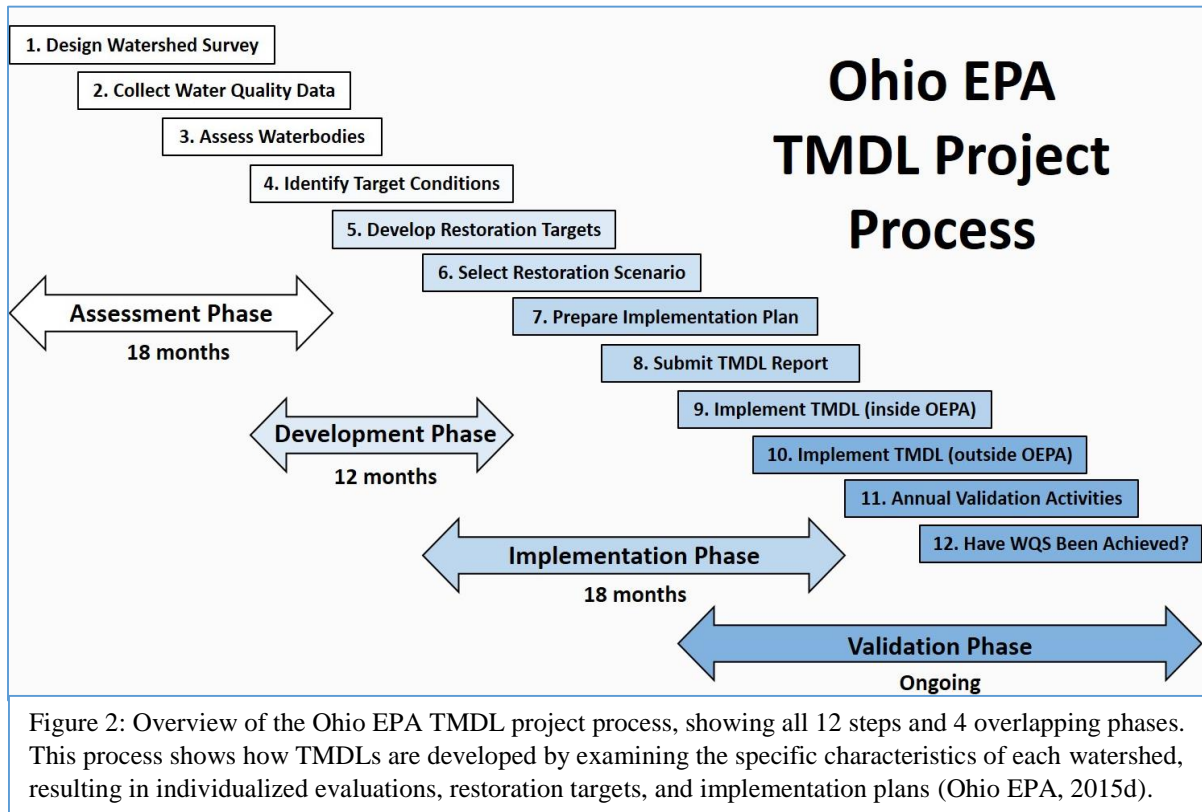 Ohio EPA
TMDL Project
Process
1. Design Watershed Survey
2. Collect Water Quality Data
3. Assess Waterbodies
4. Identify Target Conditions
5. Develop Restoration Targets
6. Select Restoration Scenario
7. Prepare Implementation Plan
8. Submit TMDL Report
9. Implement TMDL (inside OEPA)
10. Implement TMDL (outside OEPA)
11. Annual Validation Activities
12. Have WQS Been Achieved?
Assessment Phase
18 months
Development Phase
12 months
Implementation Phase
18 months
Validation Phase
Ongoing
Figure 2: Overview of the Ohio EPA TMDL project process, showing all 12 steps and 4 overlapping phases.
This process shows how TMDLs are developed by examining the specific characteristics of each watershed,
resulting in individualized evaluations, restoration targets, and implementation plans (Ohio EPA, 2015d).